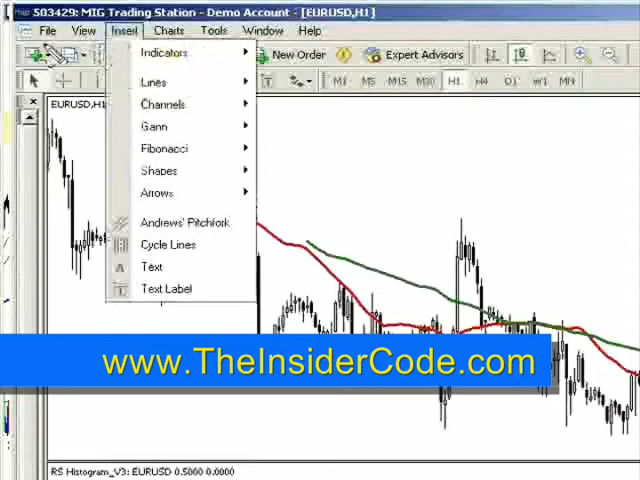 S03429: MIG Trading Station - Demo Account - [EURUSD,H1]
File View Insert Charts Tools Window Help
New Order Expert Advisors
M1 M5 M15 M30 H1 H4 D1 W1 MN
EURUSD,H1
Indicators
Lines
Channels
Gann
Fibonacci
Shapes
Arrows
Andrews' Pitchfork
Cycle Lines
Text
Text Label
www.TheInsiderCode.com
RS Histogram_V3: EURUSD 0.5000 0.0000